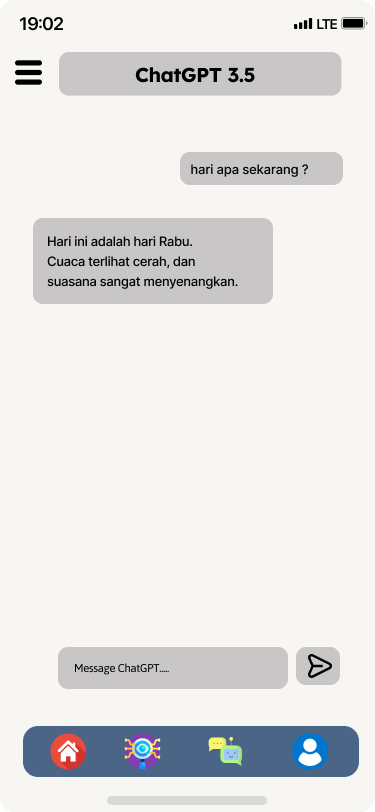 19:02 LTE
ChatGPT 3.5
hari apa sekarang ?
Hari ini adalah hari Rabu.
Cuaca terlihat cerah, dan
suasana sangat menyenangkan.
Message ChatGPT.....